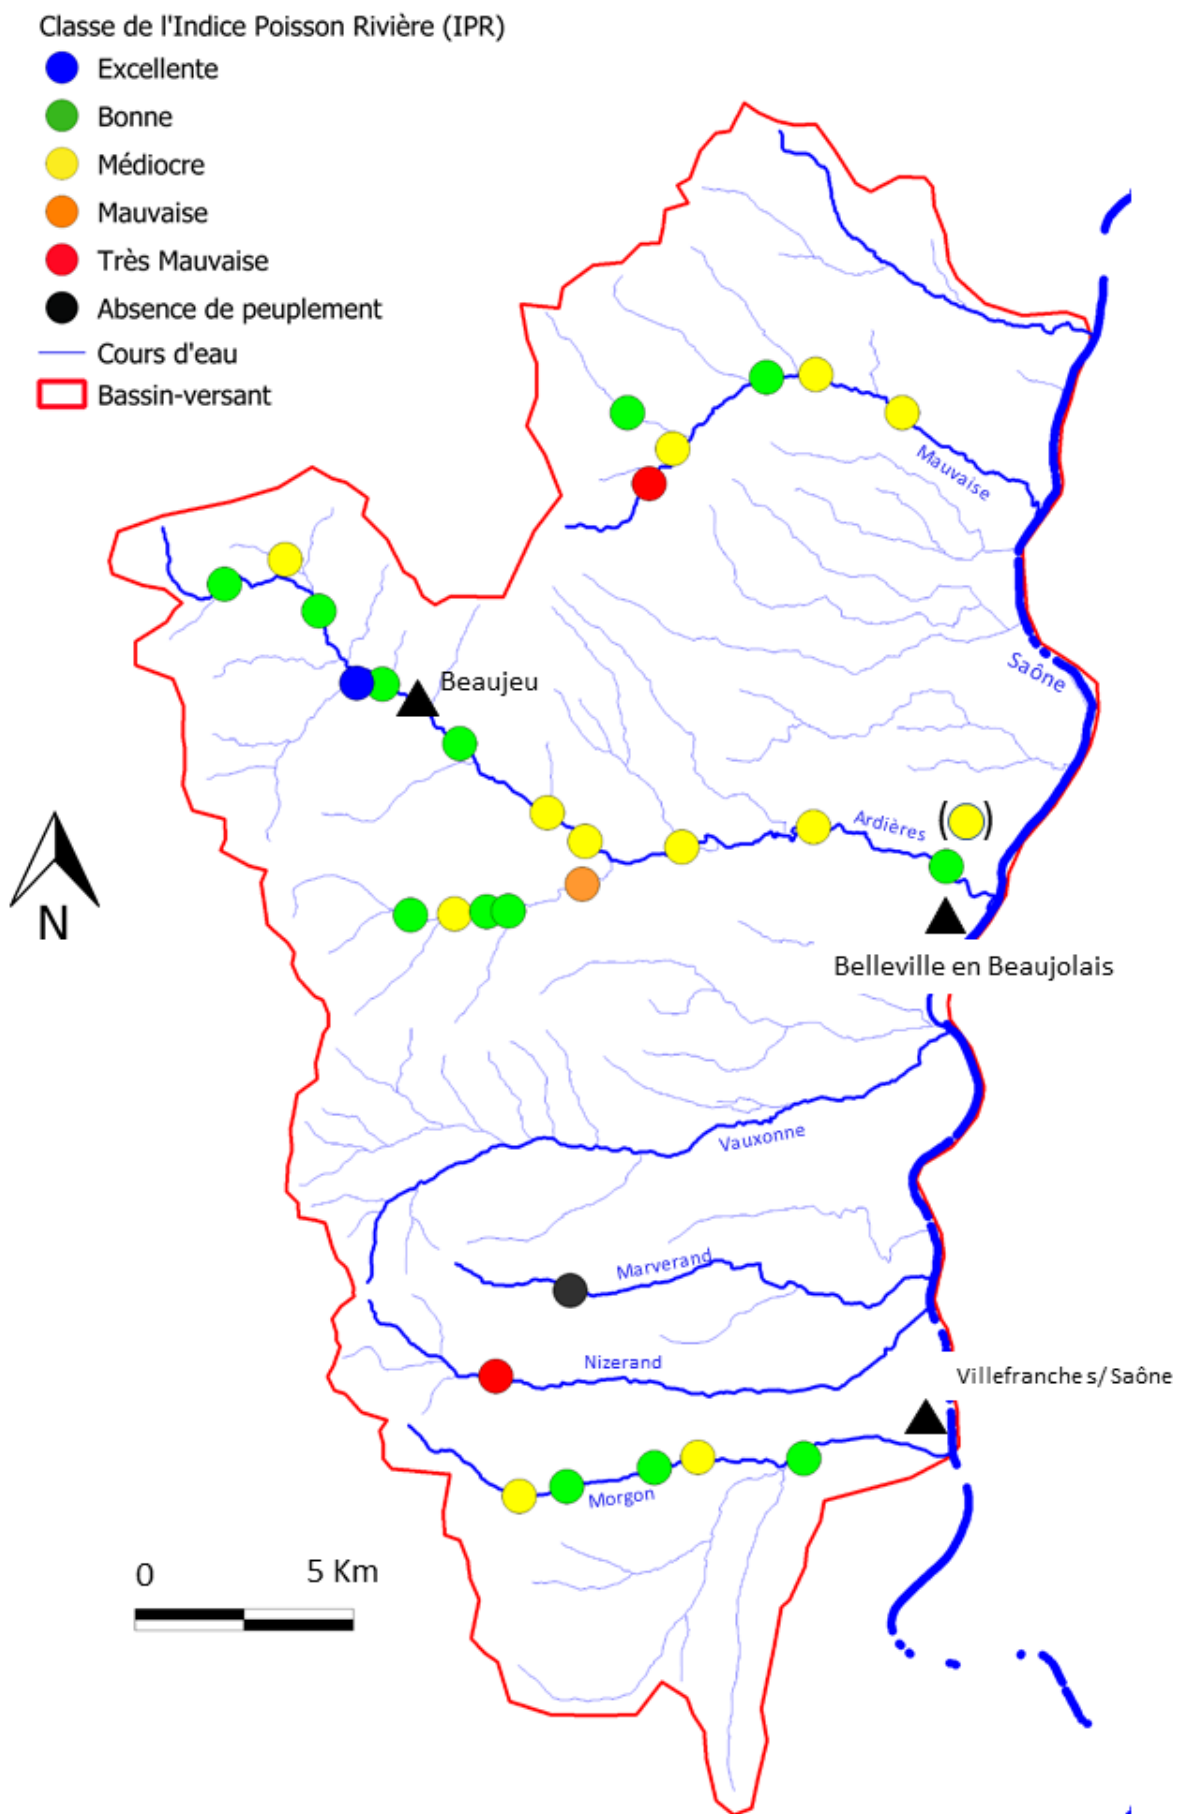 Classe de l'Indice Poisson Rivière (IPR)
Excellente
Bonne
Médiocre
Mauvaise
Très Mauvaise
Absence de peuplement
Cours d'eau
Bassin-versant
Mauvaise
Saône
Beaujeu
Ardières
( )
N
Belleville en Beaujolais
Vauxonne
Marverand
Nizerand
Villefranche s/ Saône
Morgon
0 5 Km